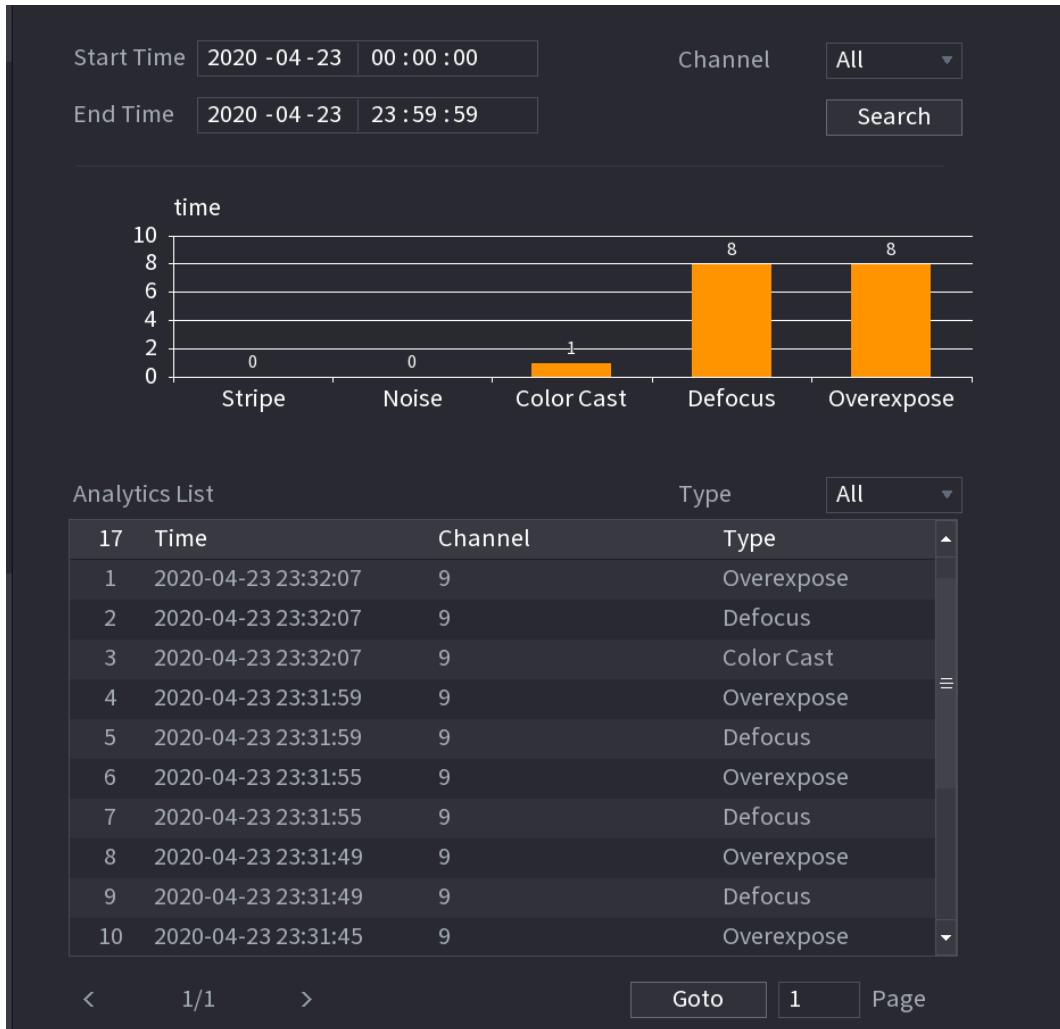 Start Time 2020 -04 -23 00 : 00 : 00 Channel All
End Time 2020 -04 -23 23 : 59 : 59 Search
time
10
8
6
4
2
0
0 0 1 8 8
Stripe Noise Color Cast Defocus Overexpose
Analytics List Type All
17 Time Channel Type
1 2020-04-23 23:32:07 9 Overexpose
2 2020-04-23 23:32:07 9 Defocus
3 2020-04-23 23:32:07 9 Color Cast
4 2020-04-23 23:31:59 9 Overexpose
5 2020-04-23 23:31:59 9 Defocus
6 2020-04-23 23:31:55 9 Overexpose
7 2020-04-23 23:31:55 9 Defocus
8 2020-04-23 23:31:49 9 Overexpose
9 2020-04-23 23:31:49 9 Defocus
10 2020-04-23 23:31:45 9 Overexpose
< 1/1 > Goto 1 Page